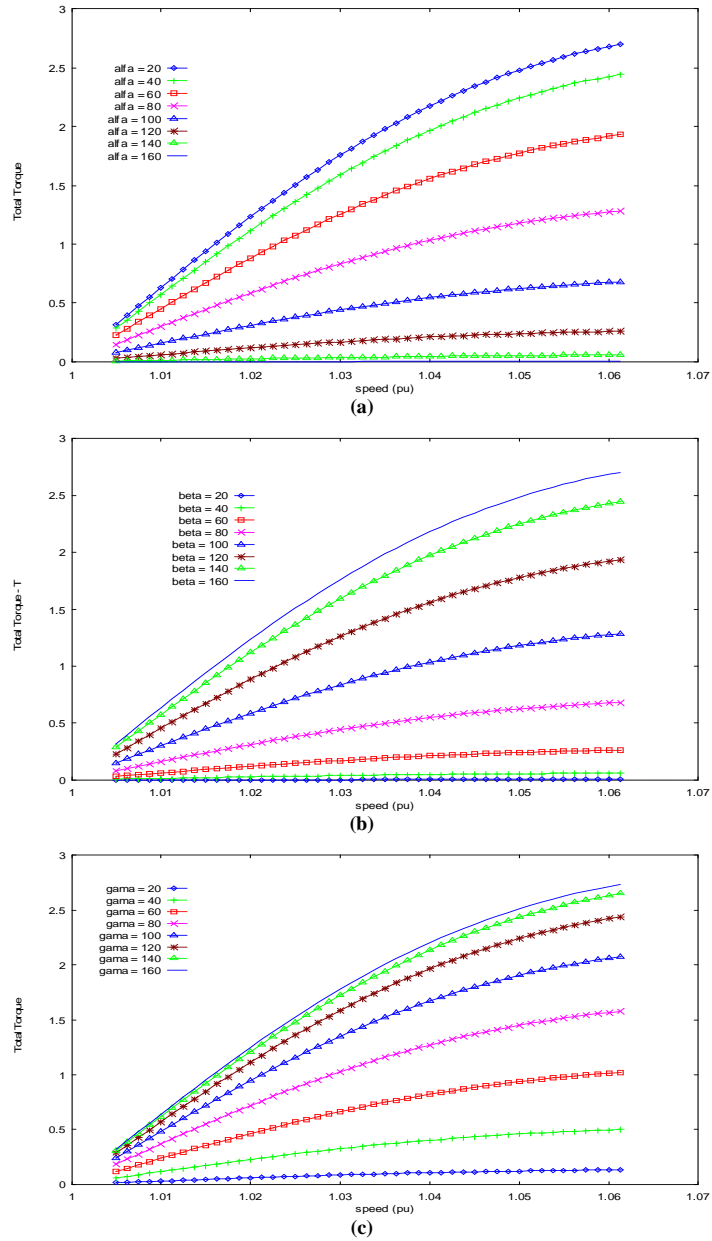 3
2.5
2
1.5
1
0.5
0
Total Torque
alfa = 20
alfa = 40
alfa = 60
alfa = 80
alfa = 100
alfa = 120
alfa = 140
alfa = 160
1 1.01 1.02 1.03 1.04 1.05 1.06 1.07
speed (pu)
(a)
3
2.5
2
1.5
1
0.5
0
Total Torque - T
beta = 20
beta = 40
beta = 60
beta = 80
beta = 100
beta = 120
beta = 140
beta = 160
1 1.01 1.02 1.03 1.04 1.05 1.06 1.07
speed (pu)
(b)
3
2.5
2
1.5
1
0.5
0
Total Torque
gama = 20
gama = 40
gama = 60
gama = 80
gama = 100
gama = 120
gama = 140
gama = 160
1 1.01 1.02 1.03 1.04 1.05 1.06 1.07
speed (pu)
(c)